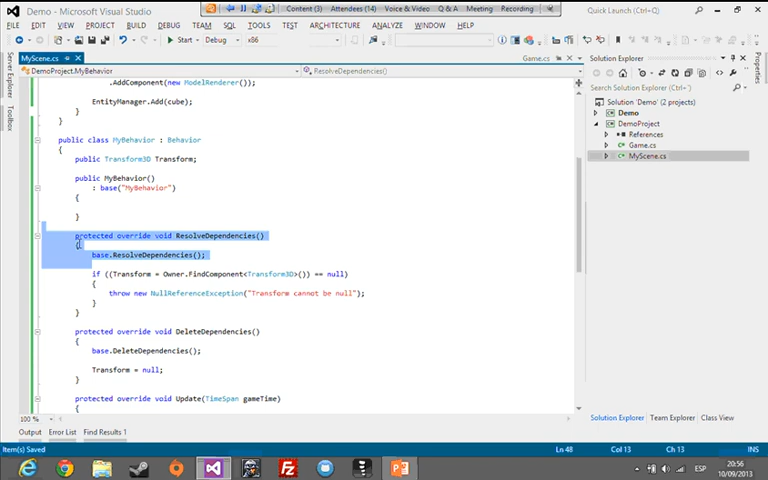 Demo - Microsoft Visual Studio
Content (3) Attendees (14) Voice & Video Q & A Meeting Recording
Quick Launch (Ctrl+Q)
FILE EDIT VIEW PROJECT BUILD DEBUG TEAM SQL TOOLS TEST ARCHITECTURE ANALYZE WINDOW HELP
Start Debug x86
Server Explorer
Toolbox
MyScene.cs
Game.cs
DemoProject.MyBehavior
ResolveDependencies()
.AddComponent(new ModelRenderer());
EntityManager.Add(cube);
}
}
public class MyBehavior : Behavior
{
public Transform3D Transform;
public MyBehavior()
: base("MyBehavior")
{
}
protected override void ResolveDependencies()
{
base.ResolveDependencies();
if ((Transform = Owner.FindComponent<Transform3D>()) == null)
{
throw new NullReferenceException("Transform cannot be null");
}
}
protected override void DeleteDependencies()
{
base.DeleteDependencies();
Transform = null;
}
protected override void Update(TimeSpan gameTime)
{
100 %
Solution Explorer
Search Solution Explorer (Ctrl+)
Solution 'Demo' (2 projects)
Demo
DemoProject
References
Game.cs
MyScene.cs
Properties
Solution Explorer Team Explorer Class View
Output Error List Find Results 1
Item(s) Saved
Ln 48 Col 13 Ch 13 INS
ESP
20:56
10/09/2013